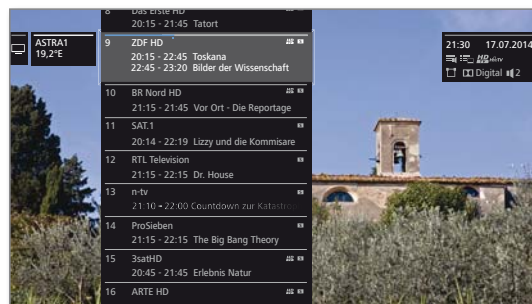 8 Das Erste HD
20:15 - 21:45 Tatort
ASTRA1
19,2°E
9 ZDF HD
20:15 - 22:45 Toskana
22:45 - 23:20 Bilder der Wissenschaft
10 BR Nord HD
21:15 - 21:45 Vor Ort - Die Reportage
11 SAT.1
20:14 - 22:19 Lizzy und die Kommisare
12 RTL Television
21:15 - 22:15 Dr. House
13 n-tv
21:10 - 22:00 Countdown zur Katastrop
14 ProSieben
21:15 - 22:15 The Big Bang Theory
15 3satHD
20:45 - 21:45 Erlebnis Natur
16 ARTE HD
21:30 17.07.2014
Digital 2